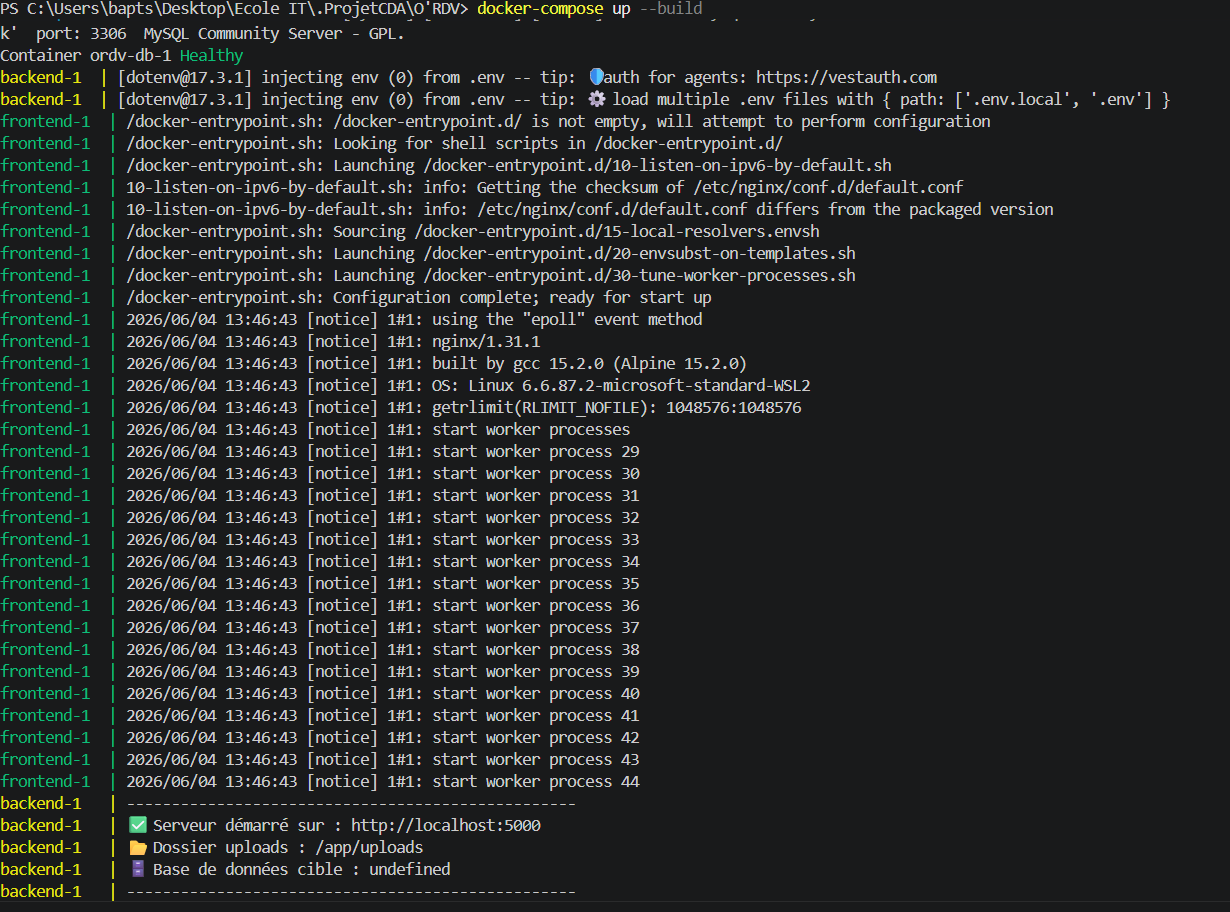 PS C:\Users\bapts\Desktop\Ecole IT\.ProjetCDA\O'RDV> docker-compose up --build
k'  port: 3306  MySQL Community Server - GPL.
Container ordv-db-1 Healthy
backend-1  | [dotenv@17.3.1] injecting env (0) from .env -- tip: 🛡️auth for agents: https://vestauth.com
backend-1  | [dotenv@17.3.1] injecting env (0) from .env -- tip: ⚙️ load multiple .env files with { path: ['.env.local', '.env'] }
frontend-1  | /docker-entrypoint.sh: /docker-entrypoint.d/ is not empty, will attempt to perform configuration
frontend-1  | /docker-entrypoint.sh: Looking for shell scripts in /docker-entrypoint.d/
frontend-1  | /docker-entrypoint.sh: Launching /docker-entrypoint.d/10-listen-on-ipv6-by-default.sh
frontend-1  | 10-listen-on-ipv6-by-default.sh: info: Getting the checksum of /etc/nginx/conf.d/default.conf
frontend-1  | 10-listen-on-ipv6-by-default.sh: info: /etc/nginx/conf.d/default.conf differs from the packaged version
frontend-1  | /docker-entrypoint.sh: Sourcing /docker-entrypoint.d/15-local-resolvers.envsh
frontend-1  | /docker-entrypoint.sh: Launching /docker-entrypoint.d/20-envsubst-on-templates.sh
frontend-1  | /docker-entrypoint.sh: Launching /docker-entrypoint.d/30-tune-worker-processes.sh
frontend-1  | /docker-entrypoint.sh: Configuration complete; ready for start up
frontend-1  | 2026/06/04 13:46:43 [notice] 1#1: using the "epoll" event method
frontend-1  | 2026/06/04 13:46:43 [notice] 1#1: nginx/1.31.1
frontend-1  | 2026/06/04 13:46:43 [notice] 1#1: built by gcc 15.2.0 (Alpine 15.2.0)
frontend-1  | 2026/06/04 13:46:43 [notice] 1#1: OS: Linux 6.6.87.2-microsoft-standard-WSL2
frontend-1  | 2026/06/04 13:46:43 [notice] 1#1: getrlimit(RLIMIT_NOFILE): 1048576:1048576
frontend-1  | 2026/06/04 13:46:43 [notice] 1#1: start worker processes
frontend-1  | 2026/06/04 13:46:43 [notice] 1#1: start worker process 29
frontend-1  | 2026/06/04 13:46:43 [notice] 1#1: start worker process 30
frontend-1  | 2026/06/04 13:46:43 [notice] 1#1: start worker process 31
frontend-1  | 2026/06/04 13:46:43 [notice] 1#1: start worker process 32
frontend-1  | 2026/06/04 13:46:43 [notice] 1#1: start worker process 33
frontend-1  | 2026/06/04 13:46:43 [notice] 1#1: start worker process 34
frontend-1  | 2026/06/04 13:46:43 [notice] 1#1: start worker process 35
frontend-1  | 2026/06/04 13:46:43 [notice] 1#1: start worker process 36
frontend-1  | 2026/06/04 13:46:43 [notice] 1#1: start worker process 37
frontend-1  | 2026/06/04 13:46:43 [notice] 1#1: start worker process 38
frontend-1  | 2026/06/04 13:46:43 [notice] 1#1: start worker process 39
frontend-1  | 2026/06/04 13:46:43 [notice] 1#1: start worker process 40
frontend-1  | 2026/06/04 13:46:43 [notice] 1#1: start worker process 41
frontend-1  | 2026/06/04 13:46:43 [notice] 1#1: start worker process 42
frontend-1  | 2026/06/04 13:46:43 [notice] 1#1: start worker process 43
frontend-1  | 2026/06/04 13:46:43 [notice] 1#1: start worker process 44
backend-1   | --------------------------------------------------
backend-1   | ✅ Serveur démarré sur : http://localhost:5000
backend-1   | 📂 Dossier uploads : /app/uploads
backend-1   | 🗄️ Base de données cible : undefined
backend-1   | --------------------------------------------------